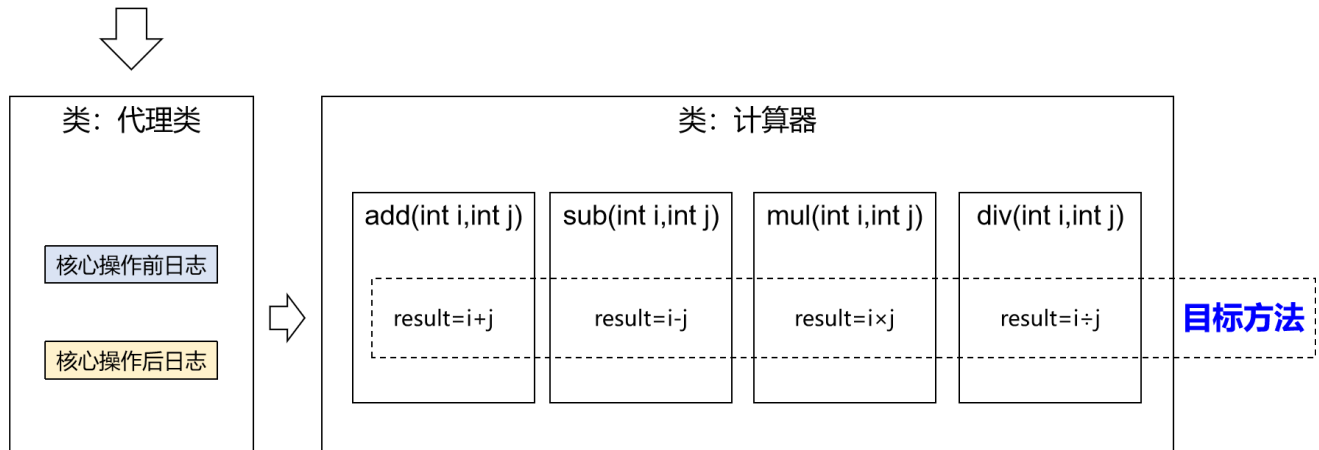 类：代理类
核心操作前日志
核心操作后日志
类：计算器
add(int i,int j)
result=i+j
sub(int i,int j)
result=i-j
mul(int i,int j)
result=i×j
div(int i,int j)
result=i÷j
目标方法